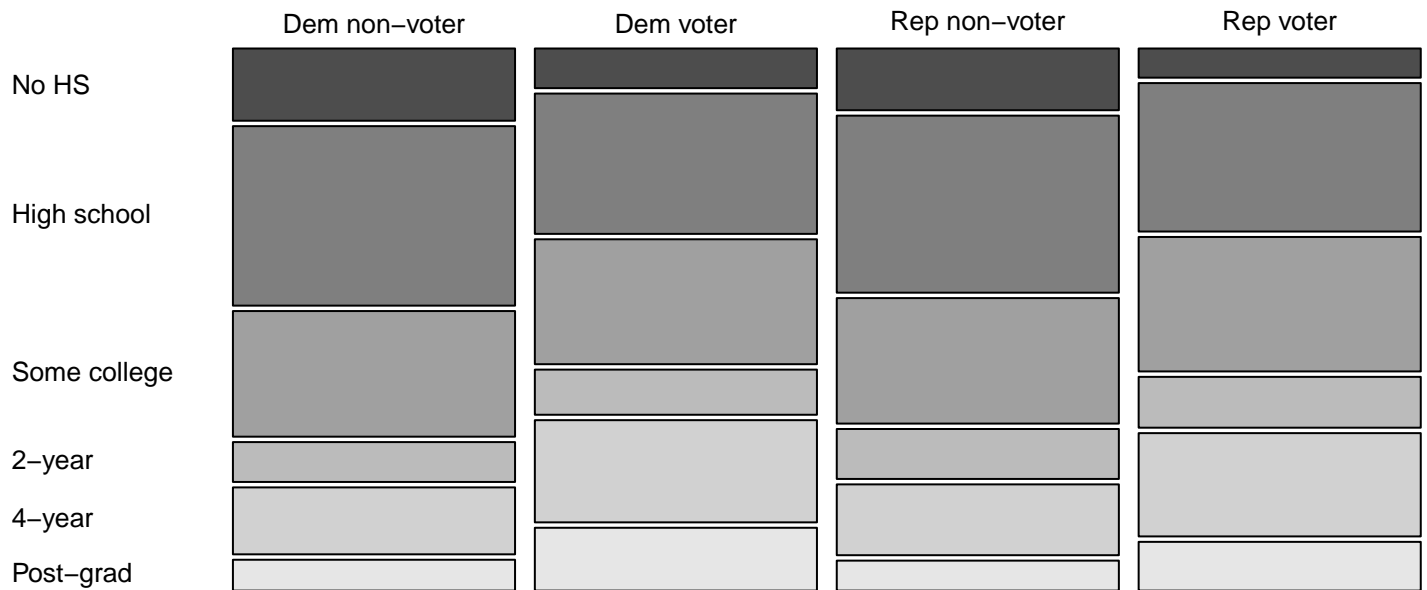 Dem non−voter
Dem voter
Rep non−voter
Rep voter
No HS
High school
Some college
2−year
4−year
Post−grad